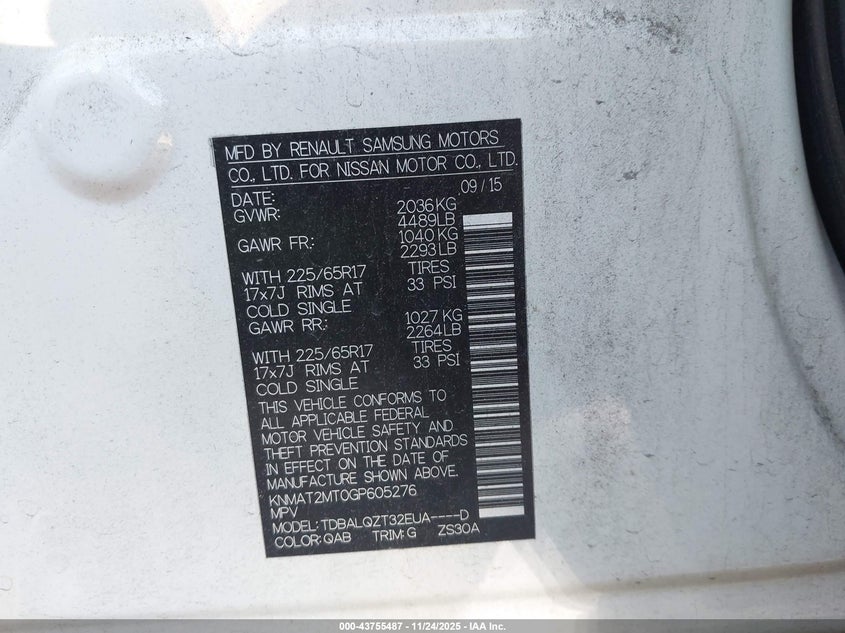 MFD BY RENAULT SAMSUNG MOTORS
CO., LTD. FOR NISSAN MOTOR CO., LTD.
DATE: 09/15
GVWR: 2036KG
4489LB
GAWR FR.: 1040KG
2293LB
WITH 225/65R17 TIRES
17x7J RIMS AT 33 PSI
COLD SINGLE
GAWR RR.: 1027 KG
2264LB
WITH 225/65R17 TIRES
17x7J RIMS AT 33 PSI
COLD SINGLE
THIS VEHICLE CONFORMS TO
ALL APPLICABLE FEDERAL
MOTOR VEHICLE SAFETY AND
THEFT PREVENTION STANDARDS
IN EFFECT ON THE DATE OF
MANUFACTURE SHOWN ABOVE.
KNMAT2MT0GP605276
MPV
MODEL: TDBALQZT32EUA----D
COLOR: QAB TRIM: G ZS30A
000-43755487 - 11/24/2025 - IAA Inc.